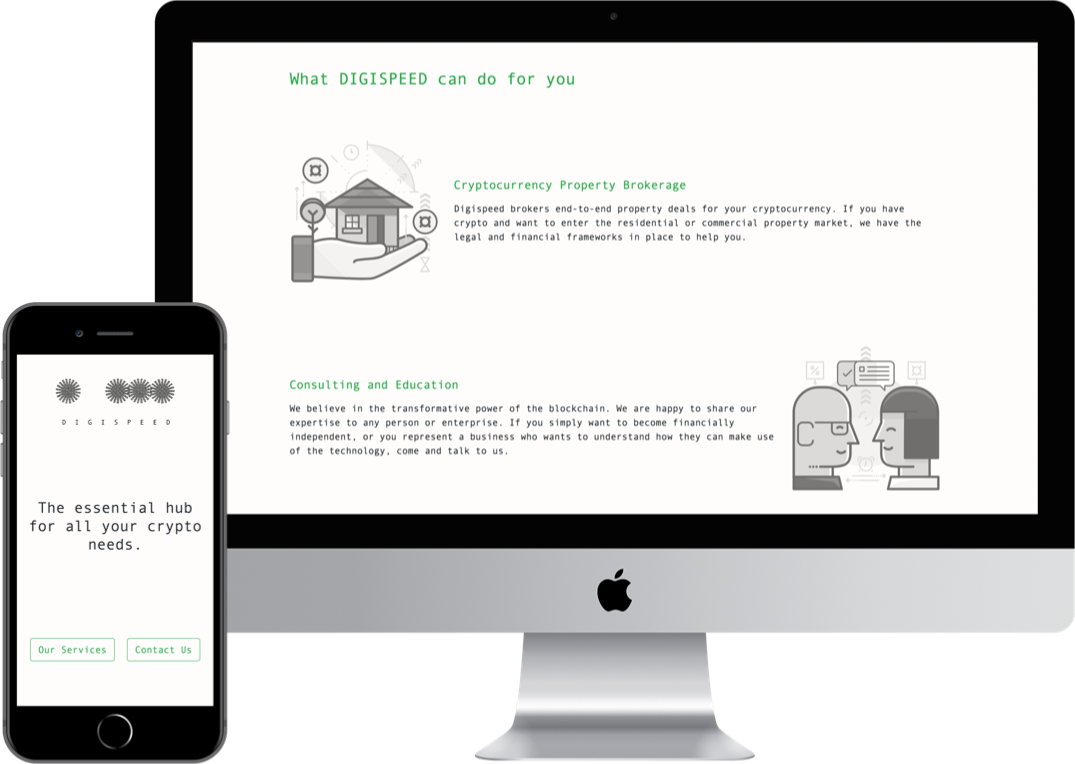 What DIGISPEED can do for you
Cryptocurrency Property Brokerage
Digispeed brokers end-to-end property deals for your cryptocurrency. If you have
crypto and want to enter the residential or commercial property market, we have the
legal and financial frameworks in place to help you.
Consulting and Education
We believe in the transformative power of the blockchain. We are happy to share our
expertise to any person or enterprise. If you simply want to become financially
independent, or you represent a business who wants to understand how they can make use
of the technology, come and talk to us.
%
DIGISPEED
The essential hub
for all your crypto
needs.
Our Services
Contact Us